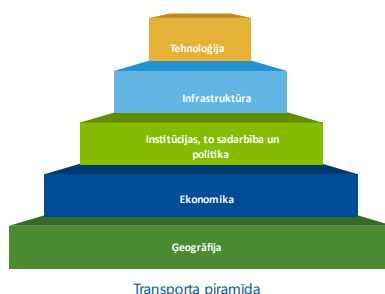 Tehnoloģija
Infrastruktūra
Institūcijas, to sadarbība un
politika
Ekonomika
Ģeogrāfija
Transporta piramīda